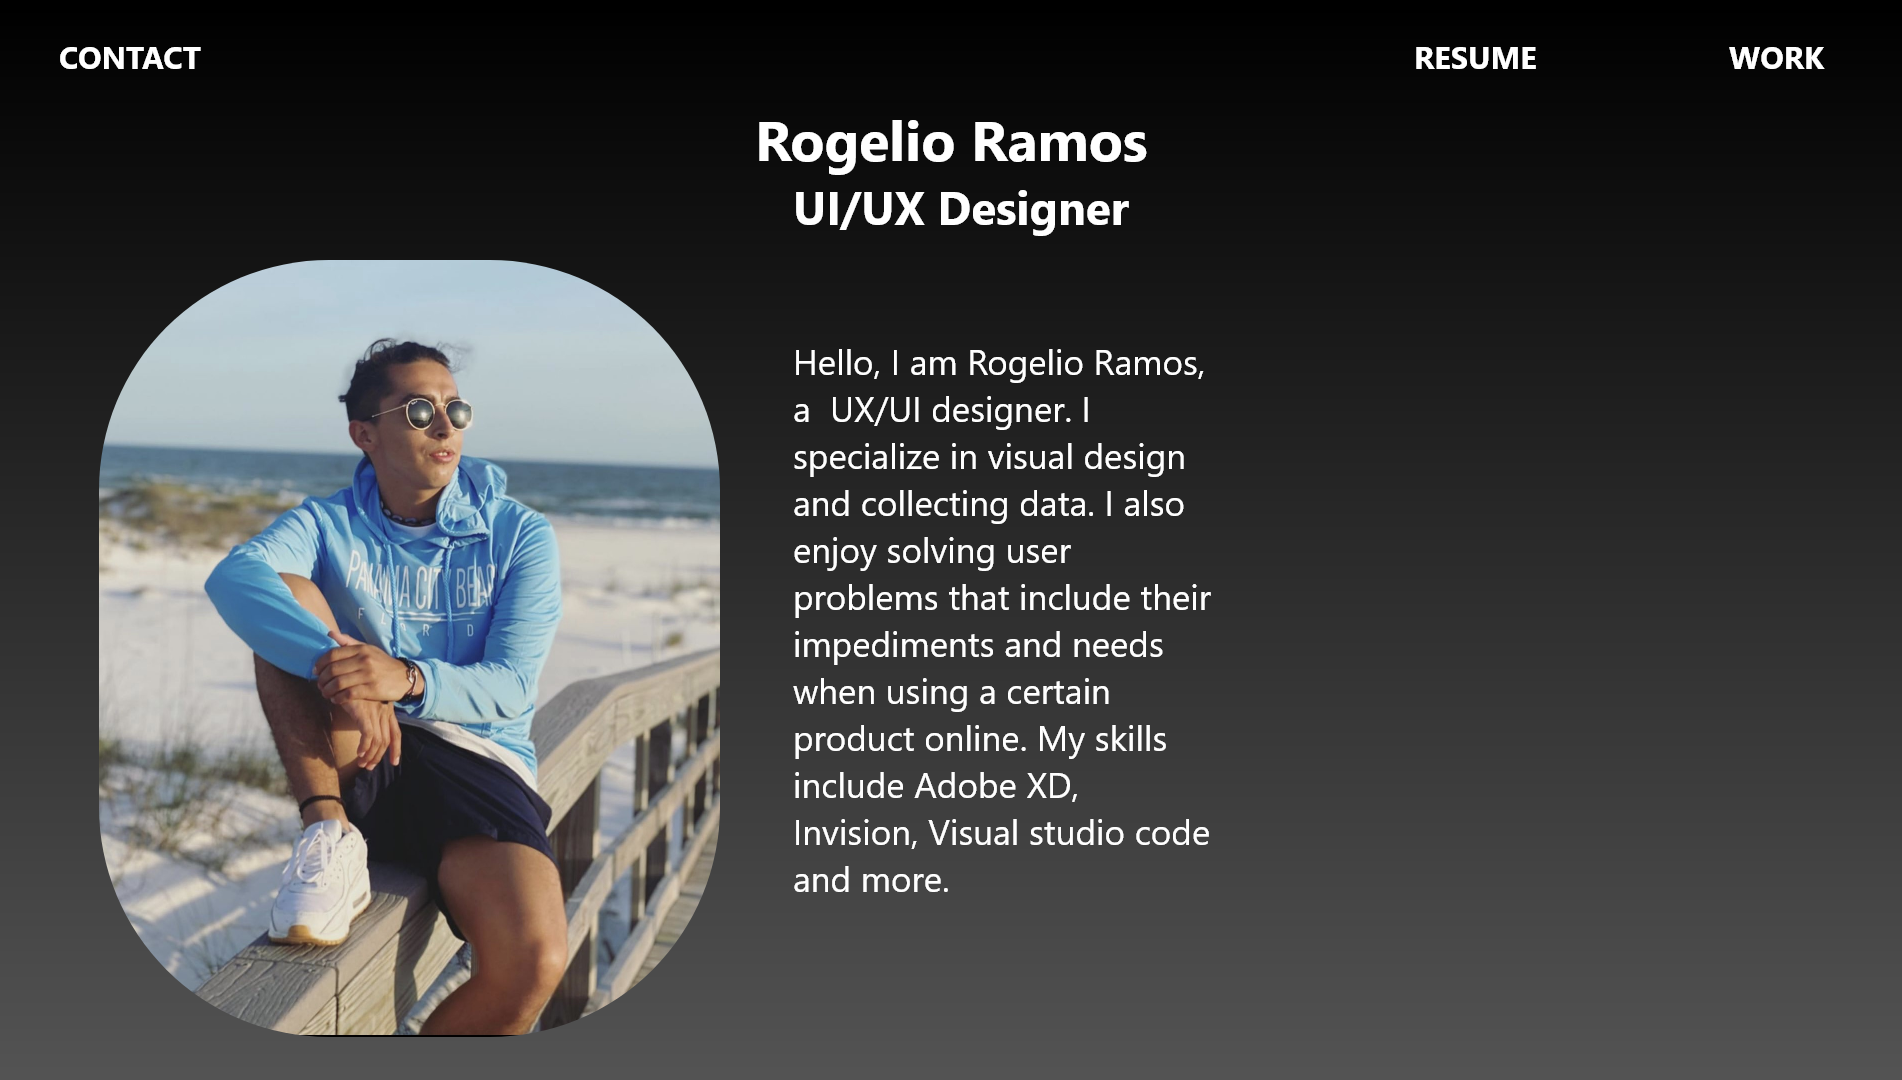 CONTACT RESUME WORK
Rogelio Ramos
UI/UX Designer
Hello, I am Rogelio Ramos,
a  UX/UI designer. I
specialize in visual design
and collecting data. I also
enjoy solving user
problems that include their
impediments and needs
when using a certain
product online. My skills
include Adobe XD,
Invision, Visual studio code
and more.
PANAMA CITY BEAC